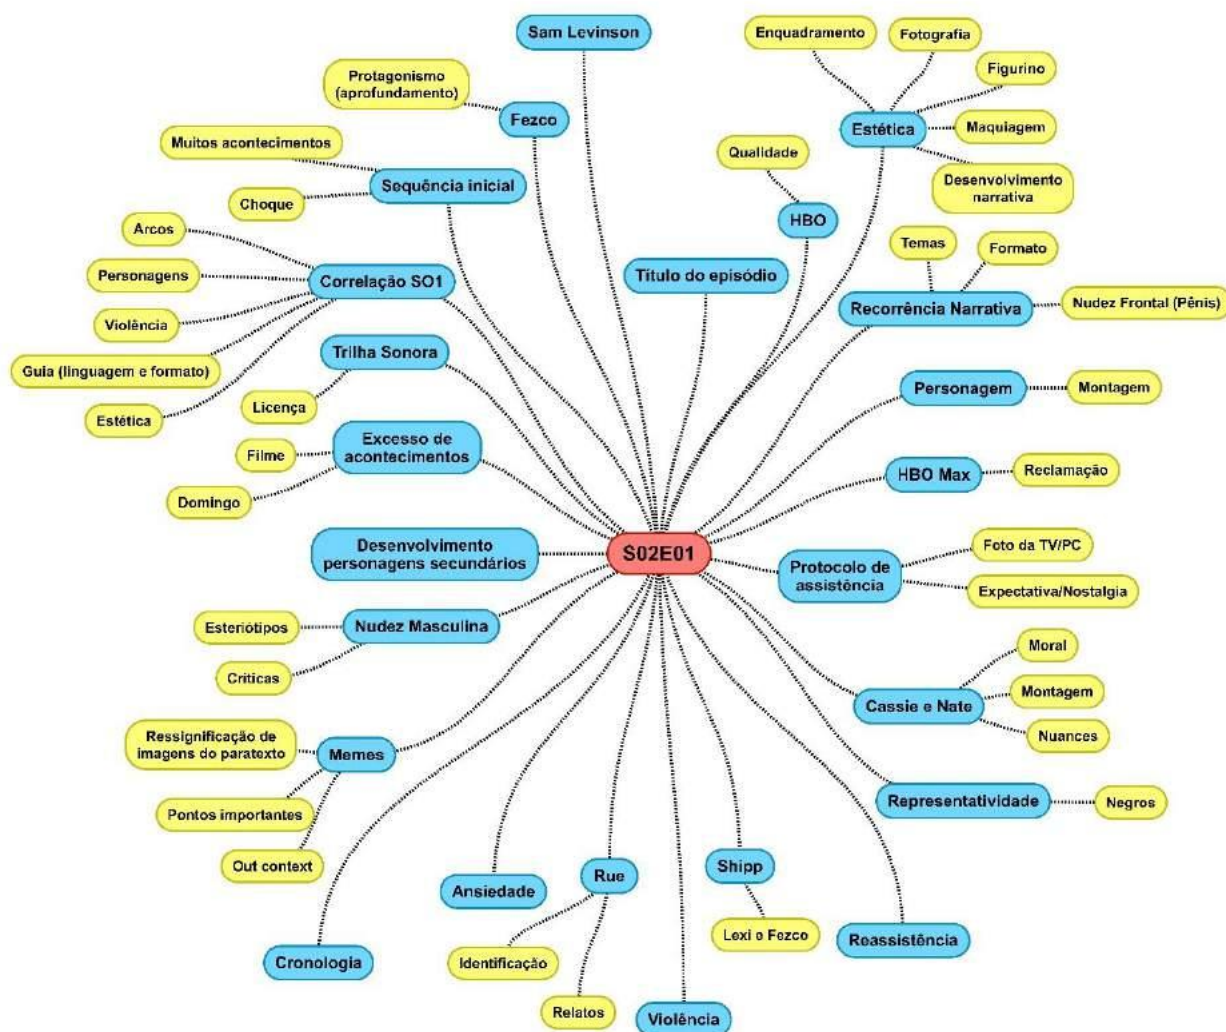 Sam Levinson
Enquadramento
Fotografia
Figurino
Protagonismo
(aprofundamento)
Fezco
Estética
Maquiagem
Muitos acontecimentos
Qualidade
Desenvolvimento
narrativa
Sequência inicial
Choque
HBO
Arcos
Temas
Formato
Personagens
Correlação SO1
Título do episódio
Recorrência Narrativa
Nudez Frontal (Pênis)
Violência
Trilha Sonora
Guia (linguagem e formato)
Personagem
Montagem
Licença
Estética
Excesso de
acontecimentos
Filme
HBO Max
Reclamação
Domingo
S02E01
Desenvolvimento
personagens secundários
Protocolo de
assistência
Foto da TV/PC
Expectativa/Nostalgia
Esteriótipos
Nudez Masculina
Críticas
Moral
Cassie e Nate
Montagem
Nuances
Ressignificação de
imagens do paratexto
Memes
Representatividade
Negros
Pontos importantes
Out context
Ansiedade
Rue
Shipp
Lexi e Fezco
Reassistência
Cronologia
Identificação
Relatos
Violência